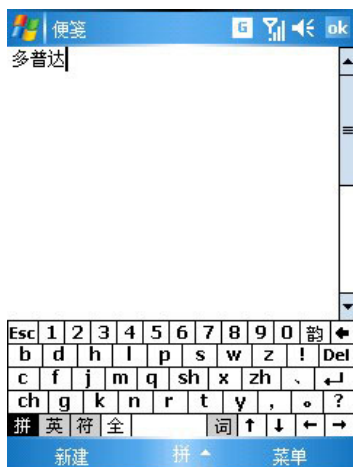 便笺 G ok
多普达
Esc 1 2 3 4 5 6 7 8 9 0 韵 ←
b d h l p s w z ! Del
c f j m q sh x zh 、 ↵
ch g k n r t y , 。 ?
拼 英 符 全 词 ↑ ↓ ← →
新建 拼 菜单